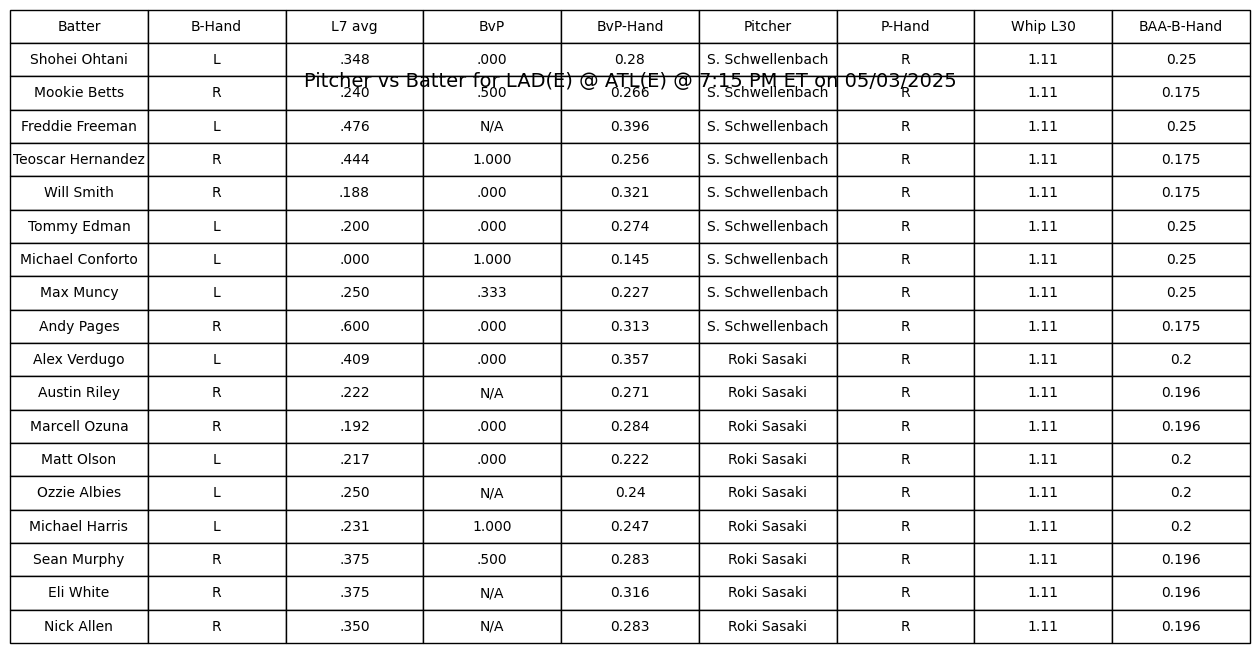 Batter B-Hand L7 avg BvP BvP-Hand Pitcher P-Hand Whip L30 BAA-B-Hand
Shohei Ohtani L .348 .000 0.28 S. Schwellenbach R 1.11 0.25
Pitcher vs Batter for LAD(E) @ ATL(E) @ 7:15 PM ET on 05/03/2025
Mookie Betts R .240 .500 0.266 S. Schwellenbach R 1.11 0.175
Freddie Freeman L .476 N/A 0.396 S. Schwellenbach R 1.11 0.25
Teoscar Hernandez R .444 1.000 0.256 S. Schwellenbach R 1.11 0.175
Will Smith R .188 .000 0.321 S. Schwellenbach R 1.11 0.175
Tommy Edman L .200 .000 0.274 S. Schwellenbach R 1.11 0.25
Michael Conforto L .000 1.000 0.145 S. Schwellenbach R 1.11 0.25
Max Muncy L .250 .333 0.227 S. Schwellenbach R 1.11 0.25
Andy Pages R .600 .000 0.313 S. Schwellenbach R 1.11 0.175
Alex Verdugo L .409 .000 0.357 Roki Sasaki R 1.11 0.2
Austin Riley R .222 N/A 0.271 Roki Sasaki R 1.11 0.196
Marcell Ozuna R .192 .000 0.284 Roki Sasaki R 1.11 0.196
Matt Olson L .217 .000 0.222 Roki Sasaki R 1.11 0.2
Ozzie Albies L .250 N/A 0.24 Roki Sasaki R 1.11 0.2
Michael Harris L .231 1.000 0.247 Roki Sasaki R 1.11 0.2
Sean Murphy R .375 .500 0.283 Roki Sasaki R 1.11 0.196
Eli White R .375 N/A 0.316 Roki Sasaki R 1.11 0.196
Nick Allen R .350 N/A 0.283 Roki Sasaki R 1.11 0.196